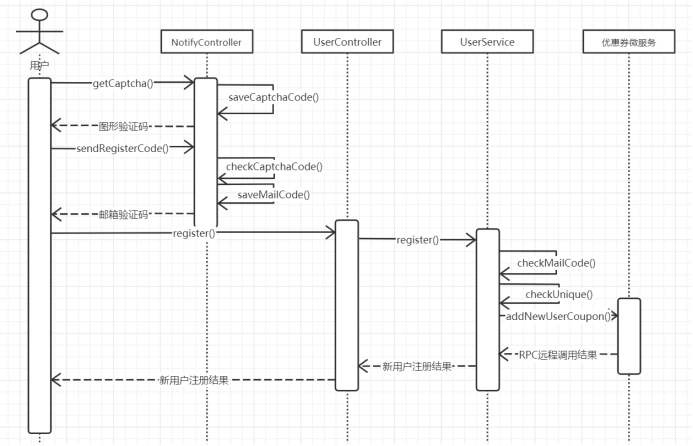 NotifyController
UserController
UserService
优惠券微服务
用户
getCaptcha()
saveCaptchaCode()
图形验证码
sendRegisterCode()
checkCaptchaCode()
saveMailCode()
邮箱验证码
register()
register()
checkMailCode()
checkUnique()
addNewUserCoupon()
RPC远程调用结果
新用户注册结果
新用户注册结果